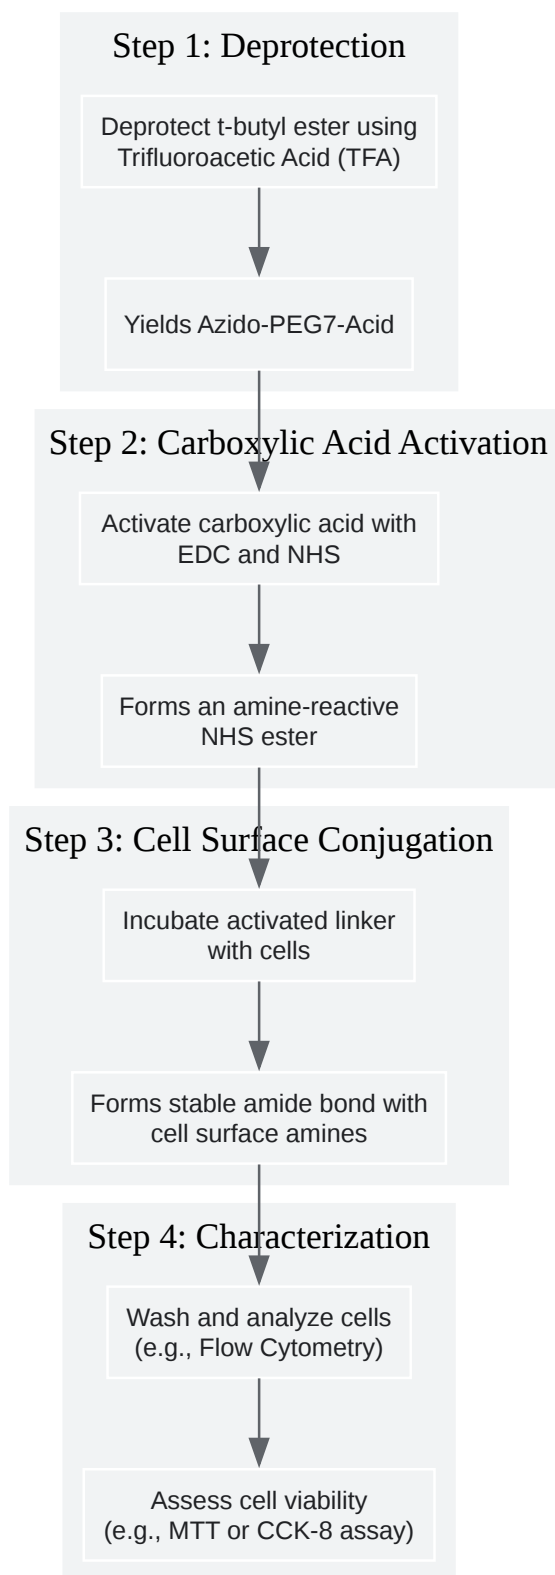 Step 1: Deprotection
Deprotect t-butyl ester using
Trifluoroacetic Acid (TFA)
Yields Azido-PEG7-Acid
Step 2: Carboxylic Acid Activation
Activate carboxylic acid with
EDC and NHS
Forms an amine-reactive
NHS ester
Step 3: Cell Surface Conjugation
Incubate activated linker
with cells
Forms stable amide bond with
cell surface amines
Step 4: Characterization
Wash and analyze cells
(e.g., Flow Cytometry)
Assess cell viability
(e.g., MTT or CCK-8 assay)